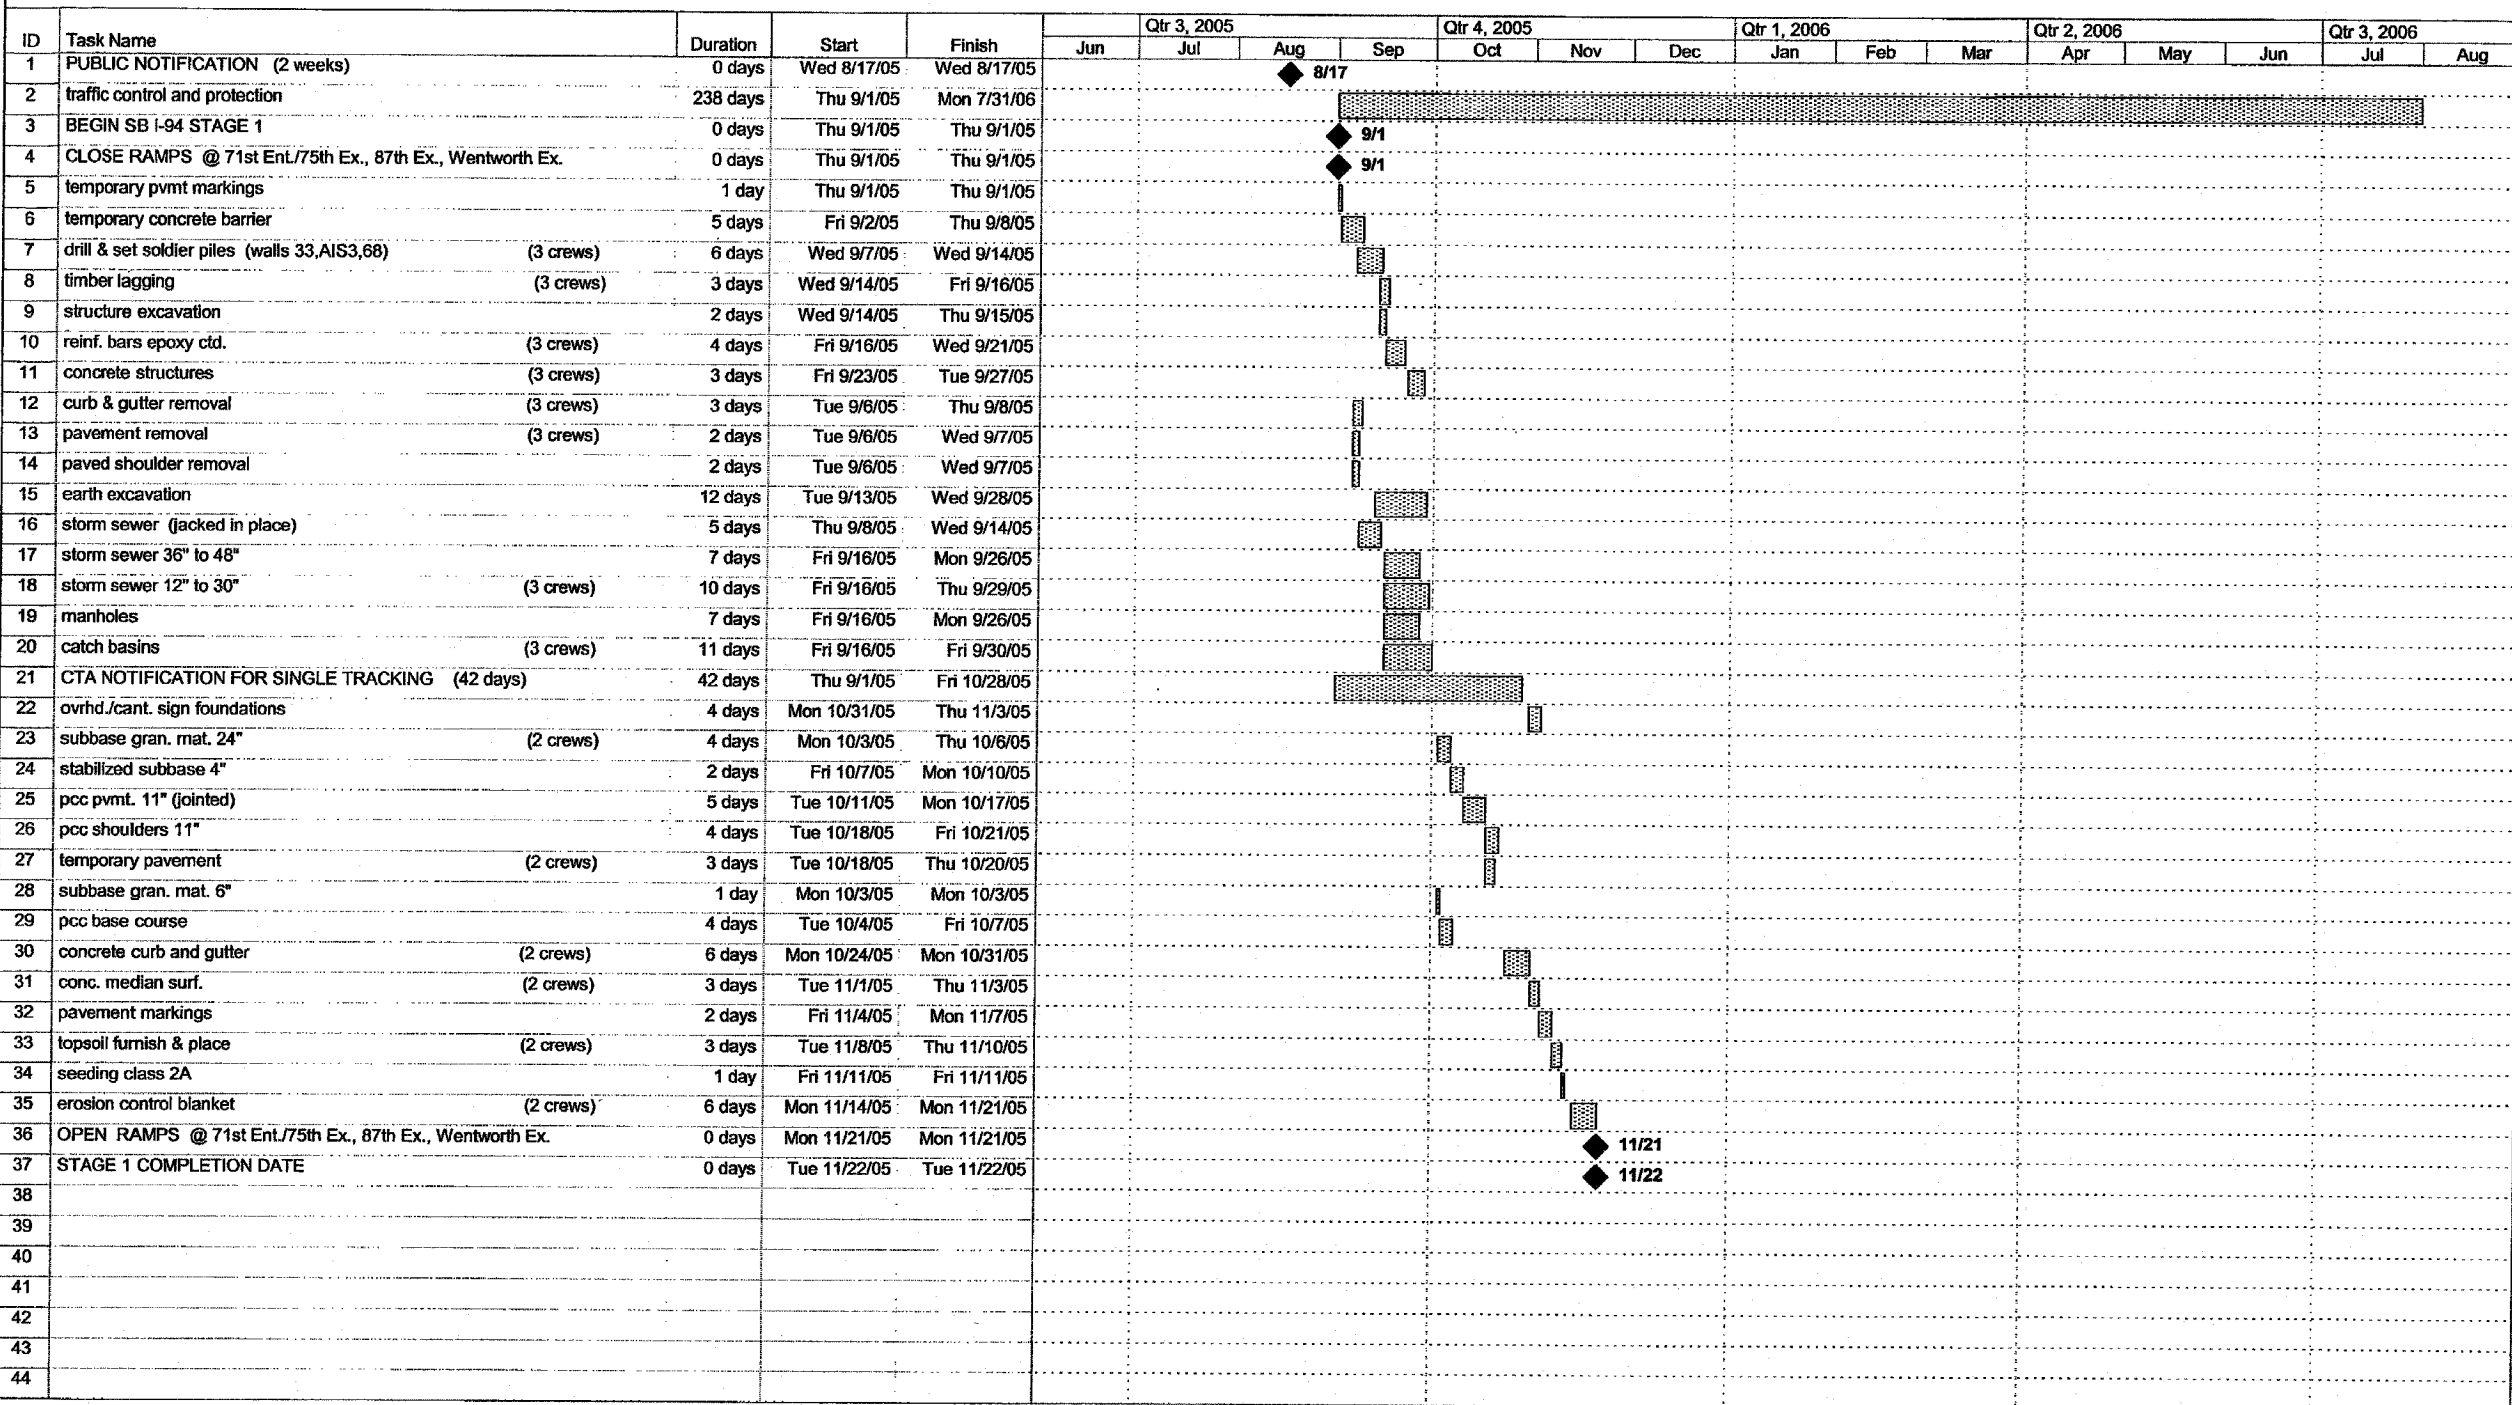 Qtr 3, 2005 Qtr 4, 2005 Qtr 1, 2006 Qtr 2, 2006 Qtr 3, 2006
ID Task Name Duration Start Finish Jun Jul Aug Sep Oct Nov Dec Jan Feb Mar Apr May Jun Jul Aug
1 PUBLIC NOTIFICATION (2 weeks) 0 days Wed 8/17/05 Wed 8/17/05 8/17
2 traffic control and protection 238 days Thu 9/1/05 Mon 7/31/06
3 BEGIN SB I-94 STAGE 1 0 days Thu 9/1/05 Thu 9/1/05 9/1
4 CLOSE RAMPS @ 71st Ent./75th Ex., 87th Ex., Wentworth Ex. 0 days Thu 9/1/05 Thu 9/1/05 9/1
5 temporary pvmt markings 1 day Thu 9/1/05 Thu 9/1/05
6 temporary concrete barrier 5 days Fri 9/2/05 Thu 9/8/05
7 drill & set soldier piles (walls 33,AIS3,68) (3 crews) 6 days Wed 9/7/05 Wed 9/14/05
8 timber lagging (3 crews) 3 days Wed 9/14/05 Fri 9/16/05
9 structure excavation 2 days Wed 9/14/05 Thu 9/15/05
10 reinf. bars epoxy ctd. (3 crews) 4 days Fri 9/16/05 Wed 9/21/05
11 concrete structures (3 crews) 3 days Fri 9/23/05 Tue 9/27/05
12 curb & gutter removal (3 crews) 3 days Tue 9/6/05 Thu 9/8/05
13 pavement removal (3 crews) 2 days Tue 9/6/05 Wed 9/7/05
14 paved shoulder removal 2 days Tue 9/6/05 Wed 9/7/05
15 earth excavation 12 days Tue 9/13/05 Wed 9/28/05
16 storm sewer (jacked in place) 5 days Thu 9/8/05 Wed 9/14/05
17 storm sewer 36" to 48" 7 days Fri 9/16/05 Mon 9/26/05
18 storm sewer 12" to 30" (3 crews) 10 days Fri 9/16/05 Thu 9/29/05
19 manholes 7 days Fri 9/16/05 Mon 9/26/05
20 catch basins (3 crews) 11 days Fri 9/16/05 Fri 9/30/05
21 CTA NOTIFICATION FOR SINGLE TRACKING (42 days) 42 days Thu 9/1/05 Fri 10/28/05
22 ovrhd./cant. sign foundations 4 days Mon 10/31/05 Thu 11/3/05
23 subbase gran. mat. 24" (2 crews) 4 days Mon 10/3/05 Thu 10/6/05
24 stabilized subbase 4" 2 days Fri 10/7/05 Mon 10/10/05
25 pcc pvmt. 11" (jointed) 5 days Tue 10/11/05 Mon 10/17/05
26 pcc shoulders 11" 4 days Tue 10/18/05 Fri 10/21/05
27 temporary pavement (2 crews) 3 days Tue 10/18/05 Thu 10/20/05
28 subbase gran. mat. 6" 1 day Mon 10/3/05 Mon 10/3/05
29 pcc base course 4 days Tue 10/4/05 Fri 10/7/05
30 concrete curb and gutter (2 crews) 6 days Mon 10/24/05 Mon 10/31/05
31 conc. median surf. (2 crews) 3 days Tue 11/1/05 Thu 11/3/05
32 pavement markings 2 days Fri 11/4/05 Mon 11/7/05
33 topsoil furnish & place (2 crews) 3 days Tue 11/8/05 Thu 11/10/05
34 seeding class 2A 1 day Fri 11/11/05 Fri 11/11/05
35 erosion control blanket (2 crews) 6 days Mon 11/14/05 Mon 11/21/05
36 OPEN RAMPS @ 71st Ent./75th Ex., 87th Ex., Wentworth Ex. 0 days Mon 11/21/05 Mon 11/21/05 11/21
37 STAGE 1 COMPLETION DATE 0 days Tue 11/22/05 Tue 11/22/05 11/22
38
39
40
41
42
43
44